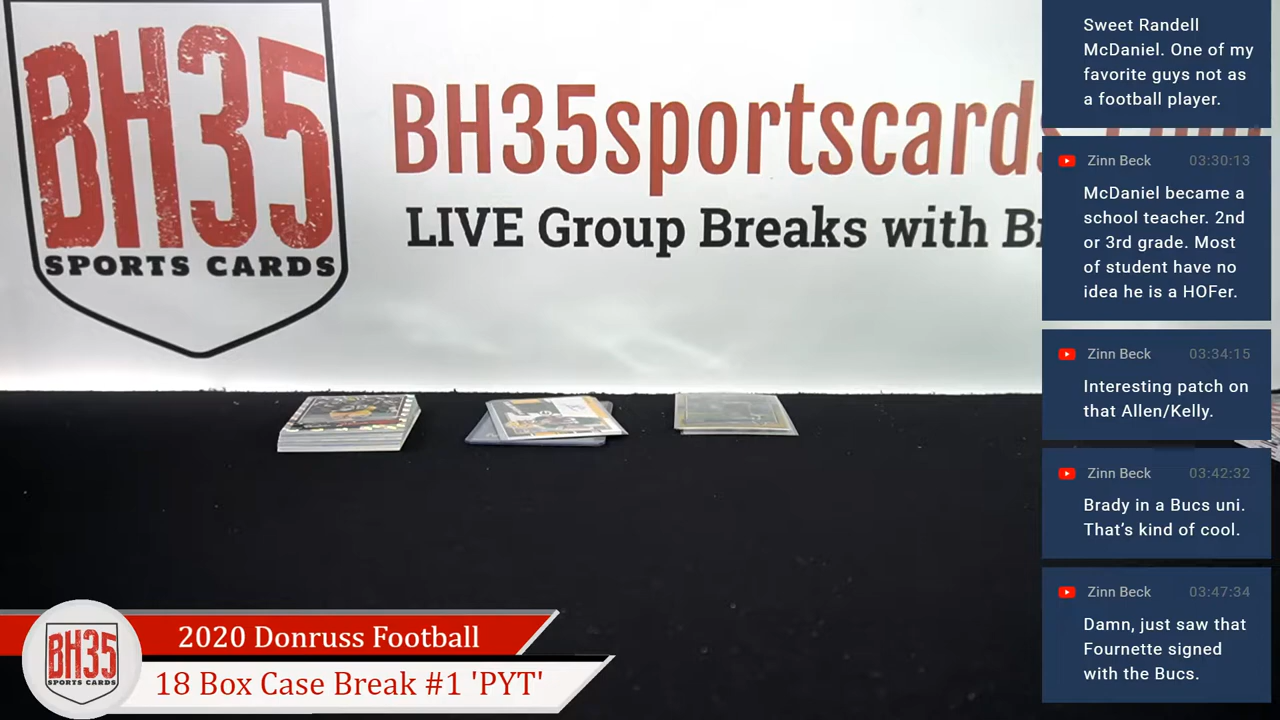 BH35
SPORTS CARDS
BH35sportscards
LIVE Group Breaks with
Sweet Randell
McDaniel. One of my
favorite guys not as
a football player.
Zinn Beck 03:30:13
McDaniel became a
school teacher. 2nd
or 3rd grade. Most
of student have no
idea he is a HOFer.
Zinn Beck 03:34:15
Interesting patch on
that Allen/Kelly.
Zinn Beck 03:42:32
Brady in a Bucs uni.
That’s kind of cool.
Zinn Beck 03:47:34
Damn, just saw that
Fournette signed
with the Bucs.
BH35
SPORTS CARDS
2020 Donruss Football
18 Box Case Break #1 'PYT'